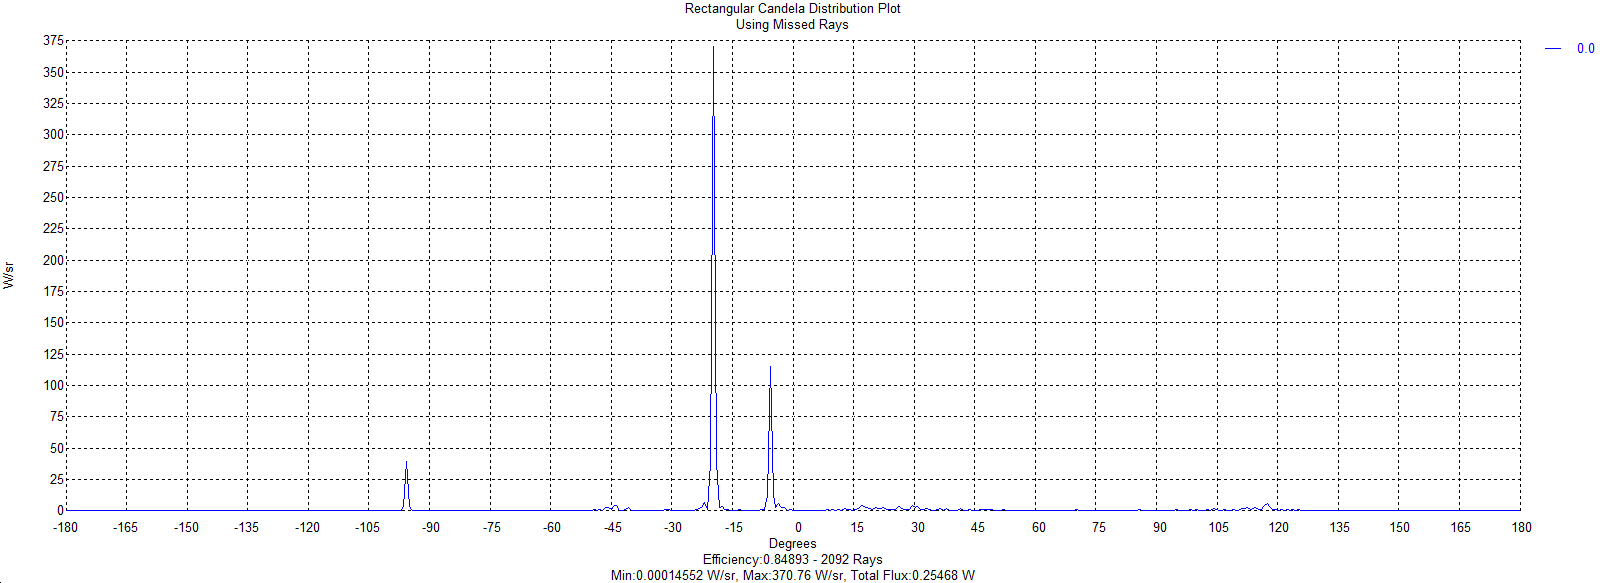 Rectangular Candela Distribution Plot
Using Missed Rays
0.0
375
350
325
300
275
250
225
200
175
150
125
100
75
50
25
0
W/sr
-180 -165 -150 -135 -120 -105 -90 -75 -60 -45 -30 -15 0 15 30 45 60 75 90 105 120 135 150 165 180
Degrees
Efficiency:0.84893 - 2092 Rays
Min:0.00014552 W/sr, Max:370.76 W/sr, Total Flux:0.25468 W